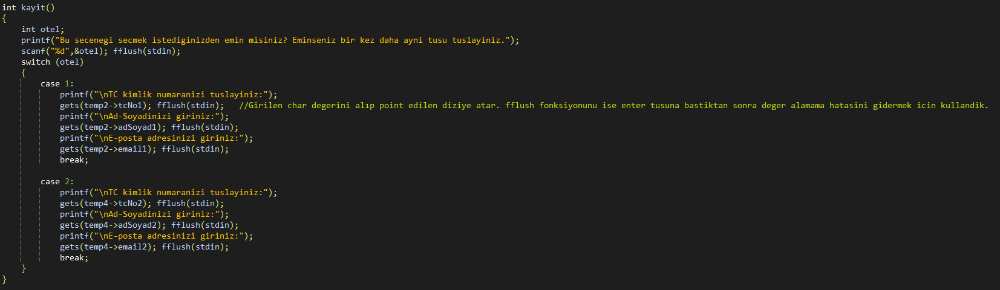 int kayit()
{
    int otel;
    printf("Bu secenegi secmek istediginizden emin misiniz? Eminseniz bir kez daha ayni tusu tuslayiniz.");
    scanf("%d",&otel); fflush(stdin);
    switch (otel)
    {
        case 1:
            printf("\nTC kimlik numaranizi tuslayiniz:");
            gets(temp2->tcNo1); fflush(stdin);   //Girilen char degerini alıp point edilen diziye atar. fflush fonksiyonunu ise enter tusuna bastiktan sonra deger alamama hatasini gidermek icin kullandik.
            printf("\nAd-Soyadinizi giriniz:");
            gets(temp2->adSoyad1); fflush(stdin);
            printf("\nE-posta adresinizi giriniz:");
            gets(temp2->email1); fflush(stdin);
            break;

        case 2:
            printf("\nTC kimlik numaranizi tuslayiniz:");
            gets(temp4->tcNo2); fflush(stdin);
            printf("\nAd-Soyadinizi giriniz:");
            gets(temp4->adSoyad2); fflush(stdin);
            printf("\nE-posta adresinizi giriniz:");
            gets(temp4->email2); fflush(stdin);
            break;
    }
}